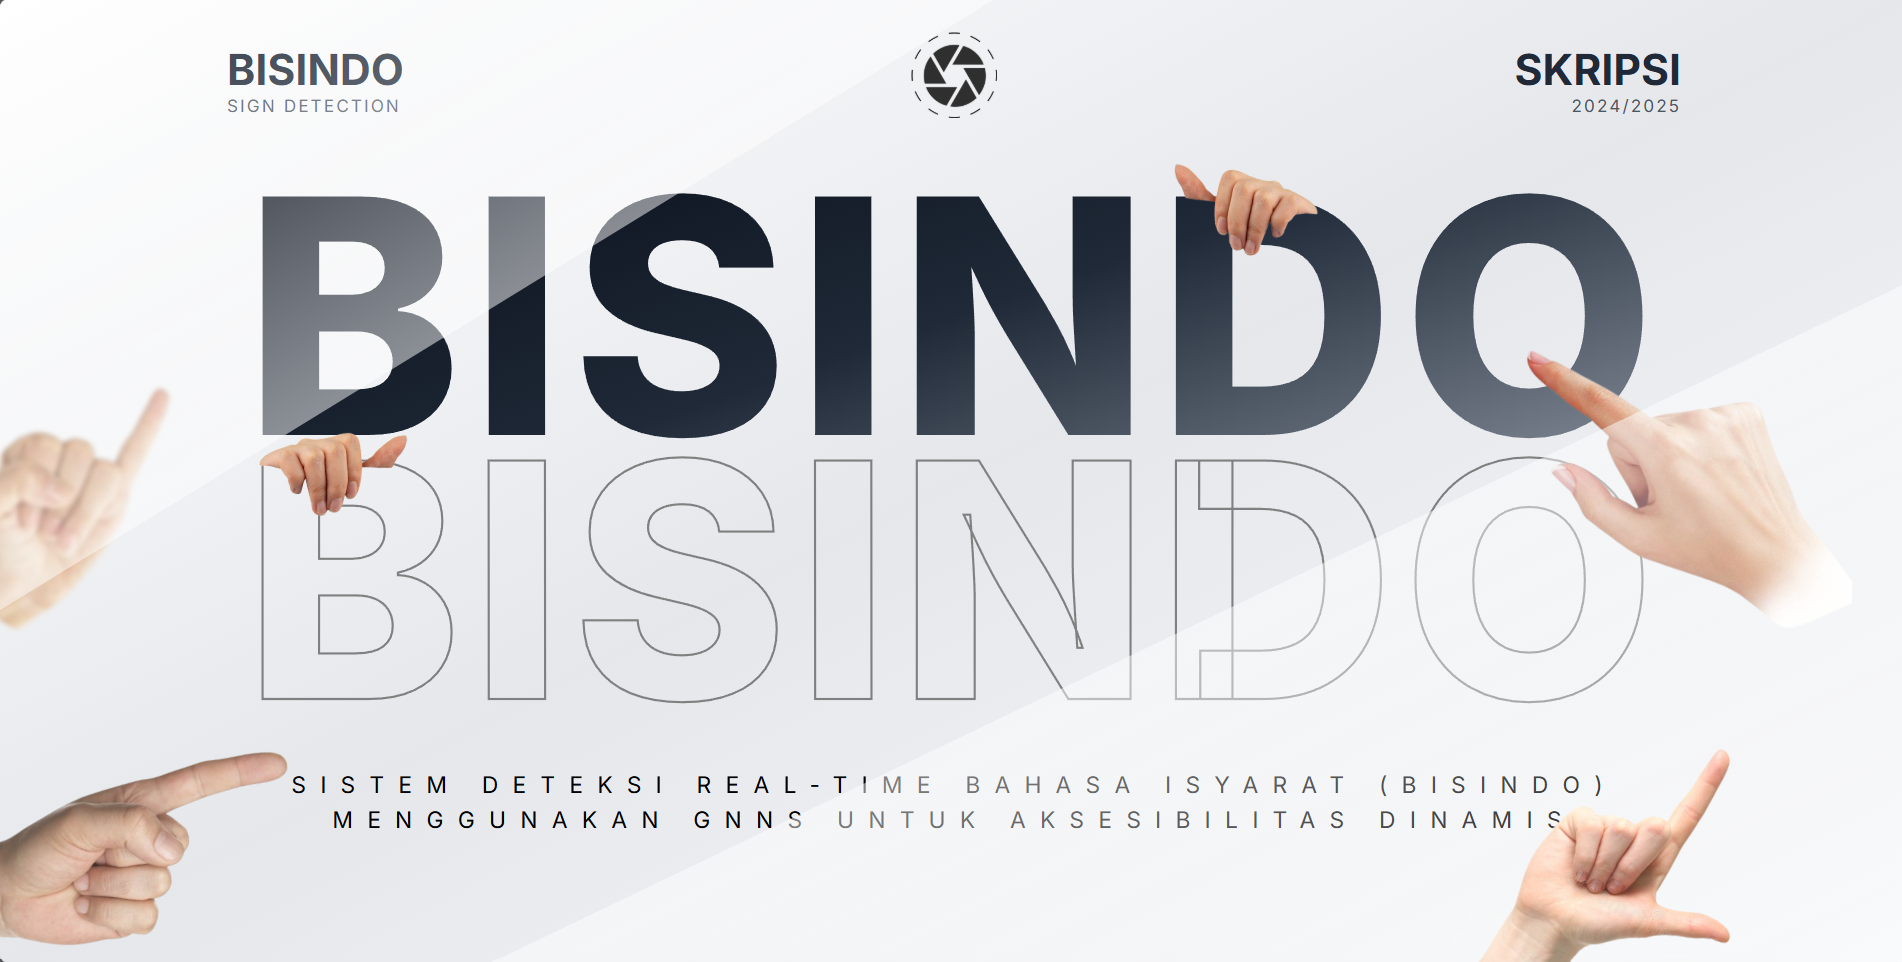 BISINDO
SIGN DETECTION
SKRIPSI
2024/2025
BISINDO
BISINDO
SISTEM DETEKSI REAL-TIME BAHASA ISYARAT (BISINDO)
MENGGUNAKAN GNNS UNTUK AKSESIBILITAS DINAMIS